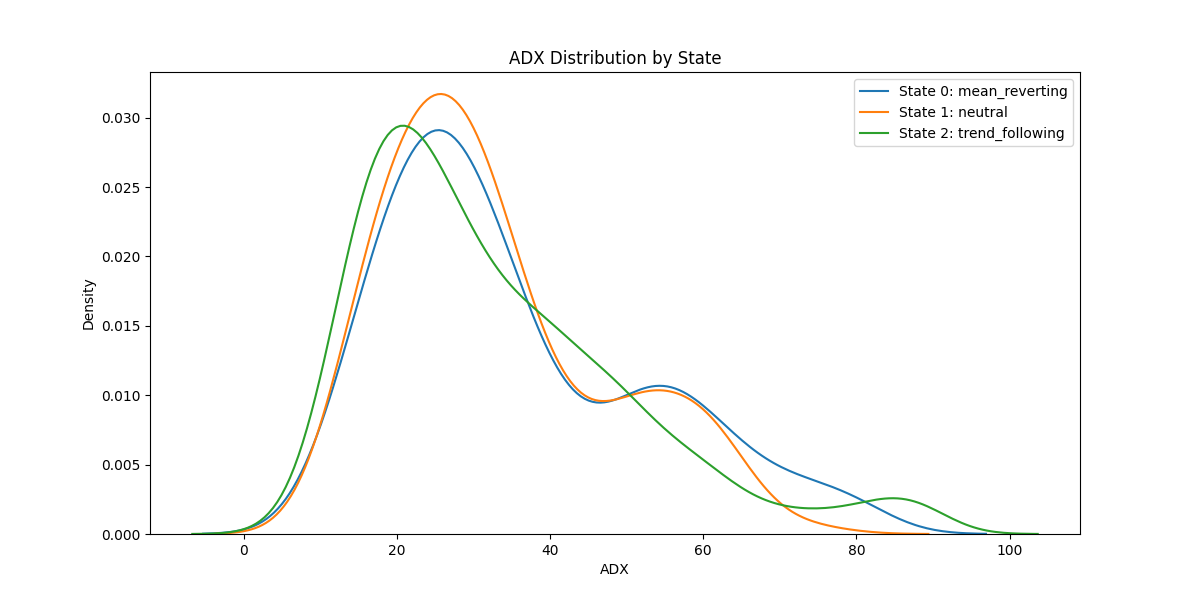 ADX Distribution by State
State 0: mean_reverting
State 1: neutral
State 2: trend_following
Density
0.030
0.025
0.020
0.015
0.010
0.005
0.000
0 20 40 60 80 100
ADX